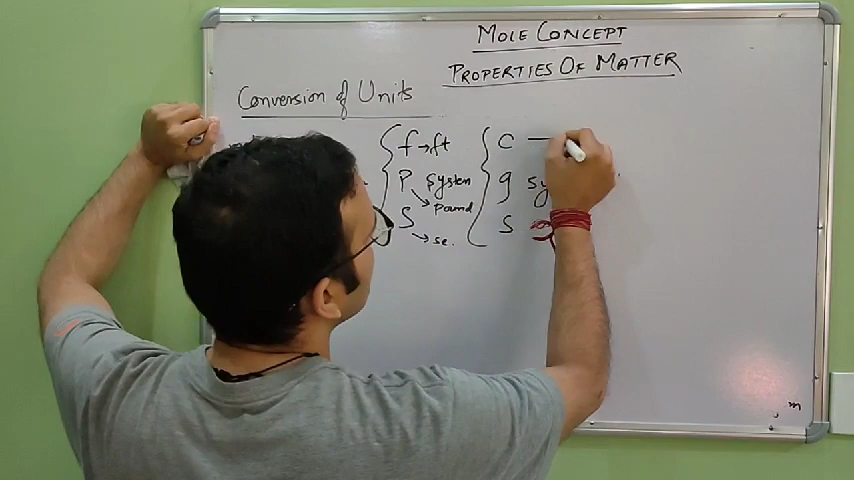 MOLE CONCEPT
PROPERTIES OF MATTER
Conversion of Units
f → ft
P System
Pound
S
→ se.
C —
g sy
S
m